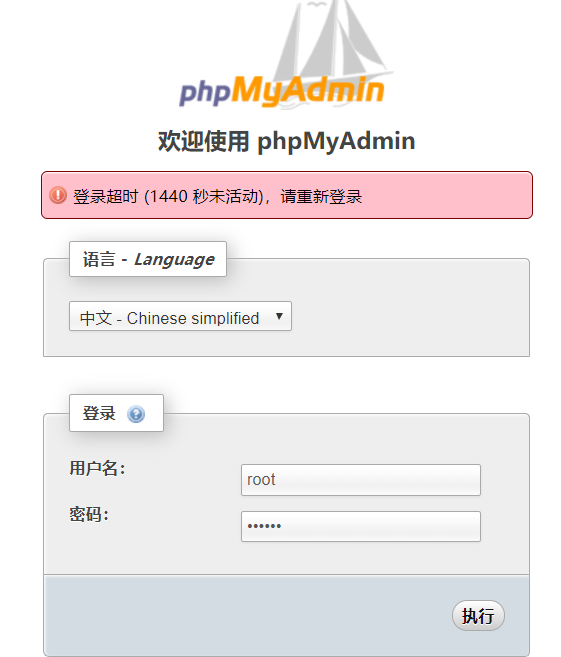 phpMyAdmin
欢迎使用 phpMyAdmin
登录超时 (1440 秒未活动)，请重新登录
语言 - Language
中文 - Chinese simplified
登录
用户名：
root
密码：
••••••
执行